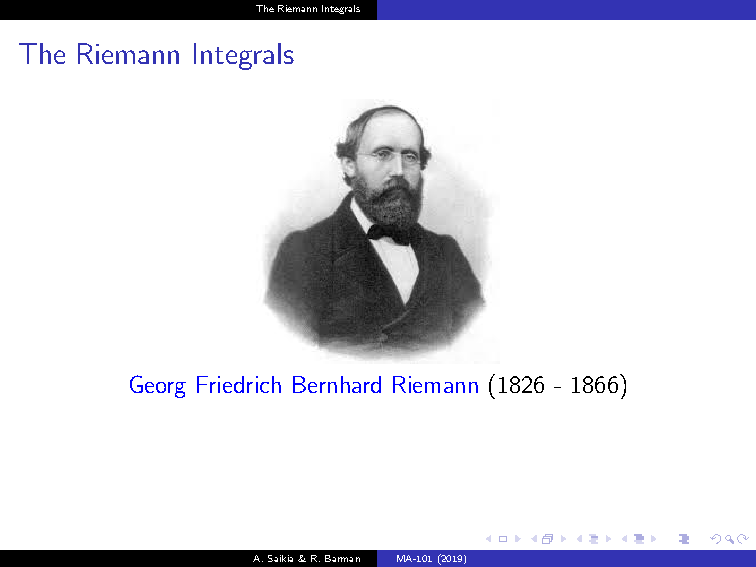 The Riemann Integrals
The Riemann Integrals
Georg Friedrich Bernhard Riemann (1826 - 1866)
A. Saikia & R. Barman MA-101 (2019)